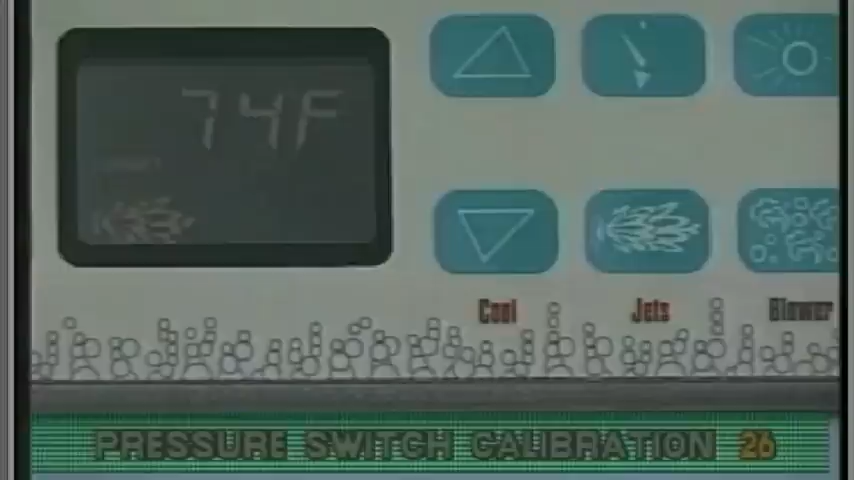 74F
Cool
Jets
Blower
PRESSURE SWITCH CALIBRATION 26